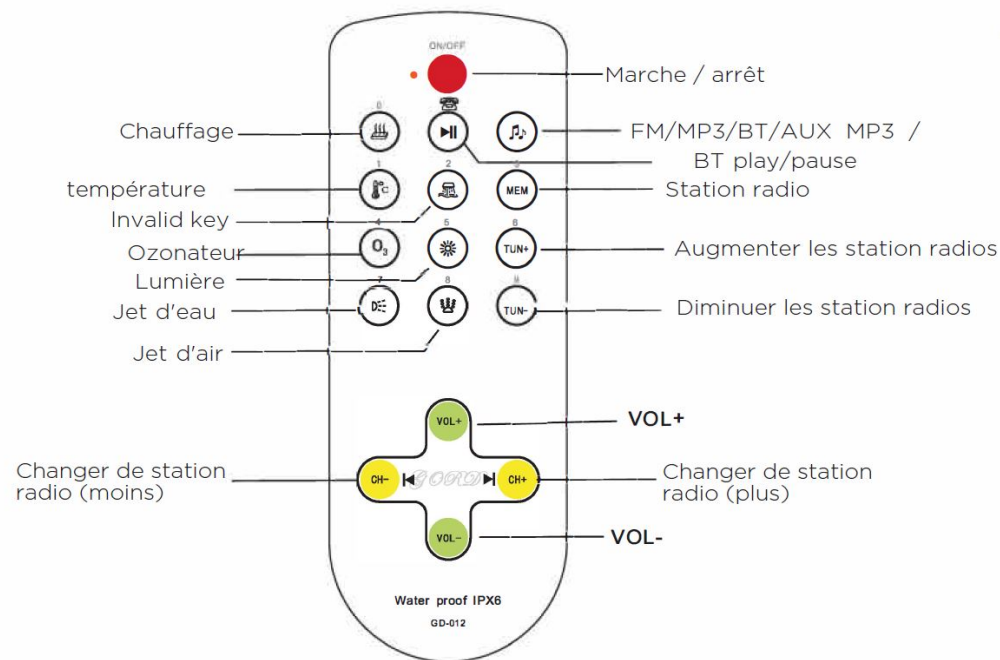 ON/OFF
Marche / arrêt
0
Chauffage
FM/MP3/BT/AUX MP3 /
BT play/pause
1
2
température
°C
MEM
Station radio
Invalid key
4
5
6
Ozonateur
O3
TUN+
Augmenter les station radios
Lumière
7
8
Jet d'eau
TUN-
Diminuer les station radios
Jet d'air
VOL+
VOL+
Changer de station
radio (moins)
CH-
GORD
CH+
Changer de station
radio (plus)
VOL-
VOL-
Water proof IPX6
GD-012